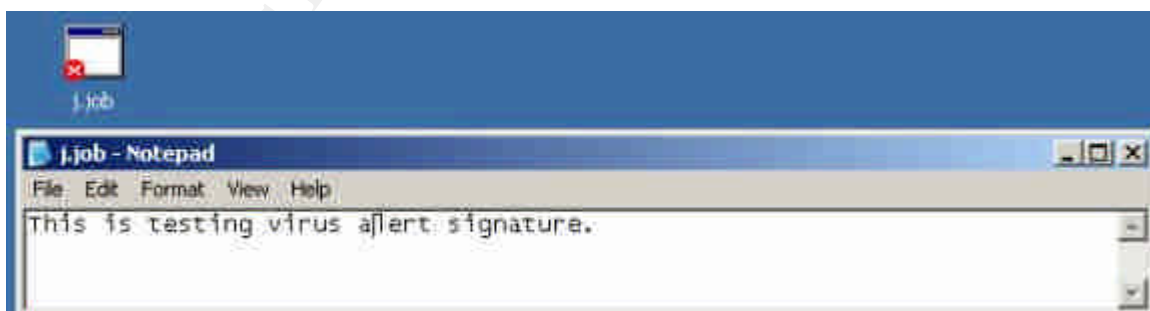 j.job
j.job - Notepad
File Edit Format View Help
This is testing virus alert signature.